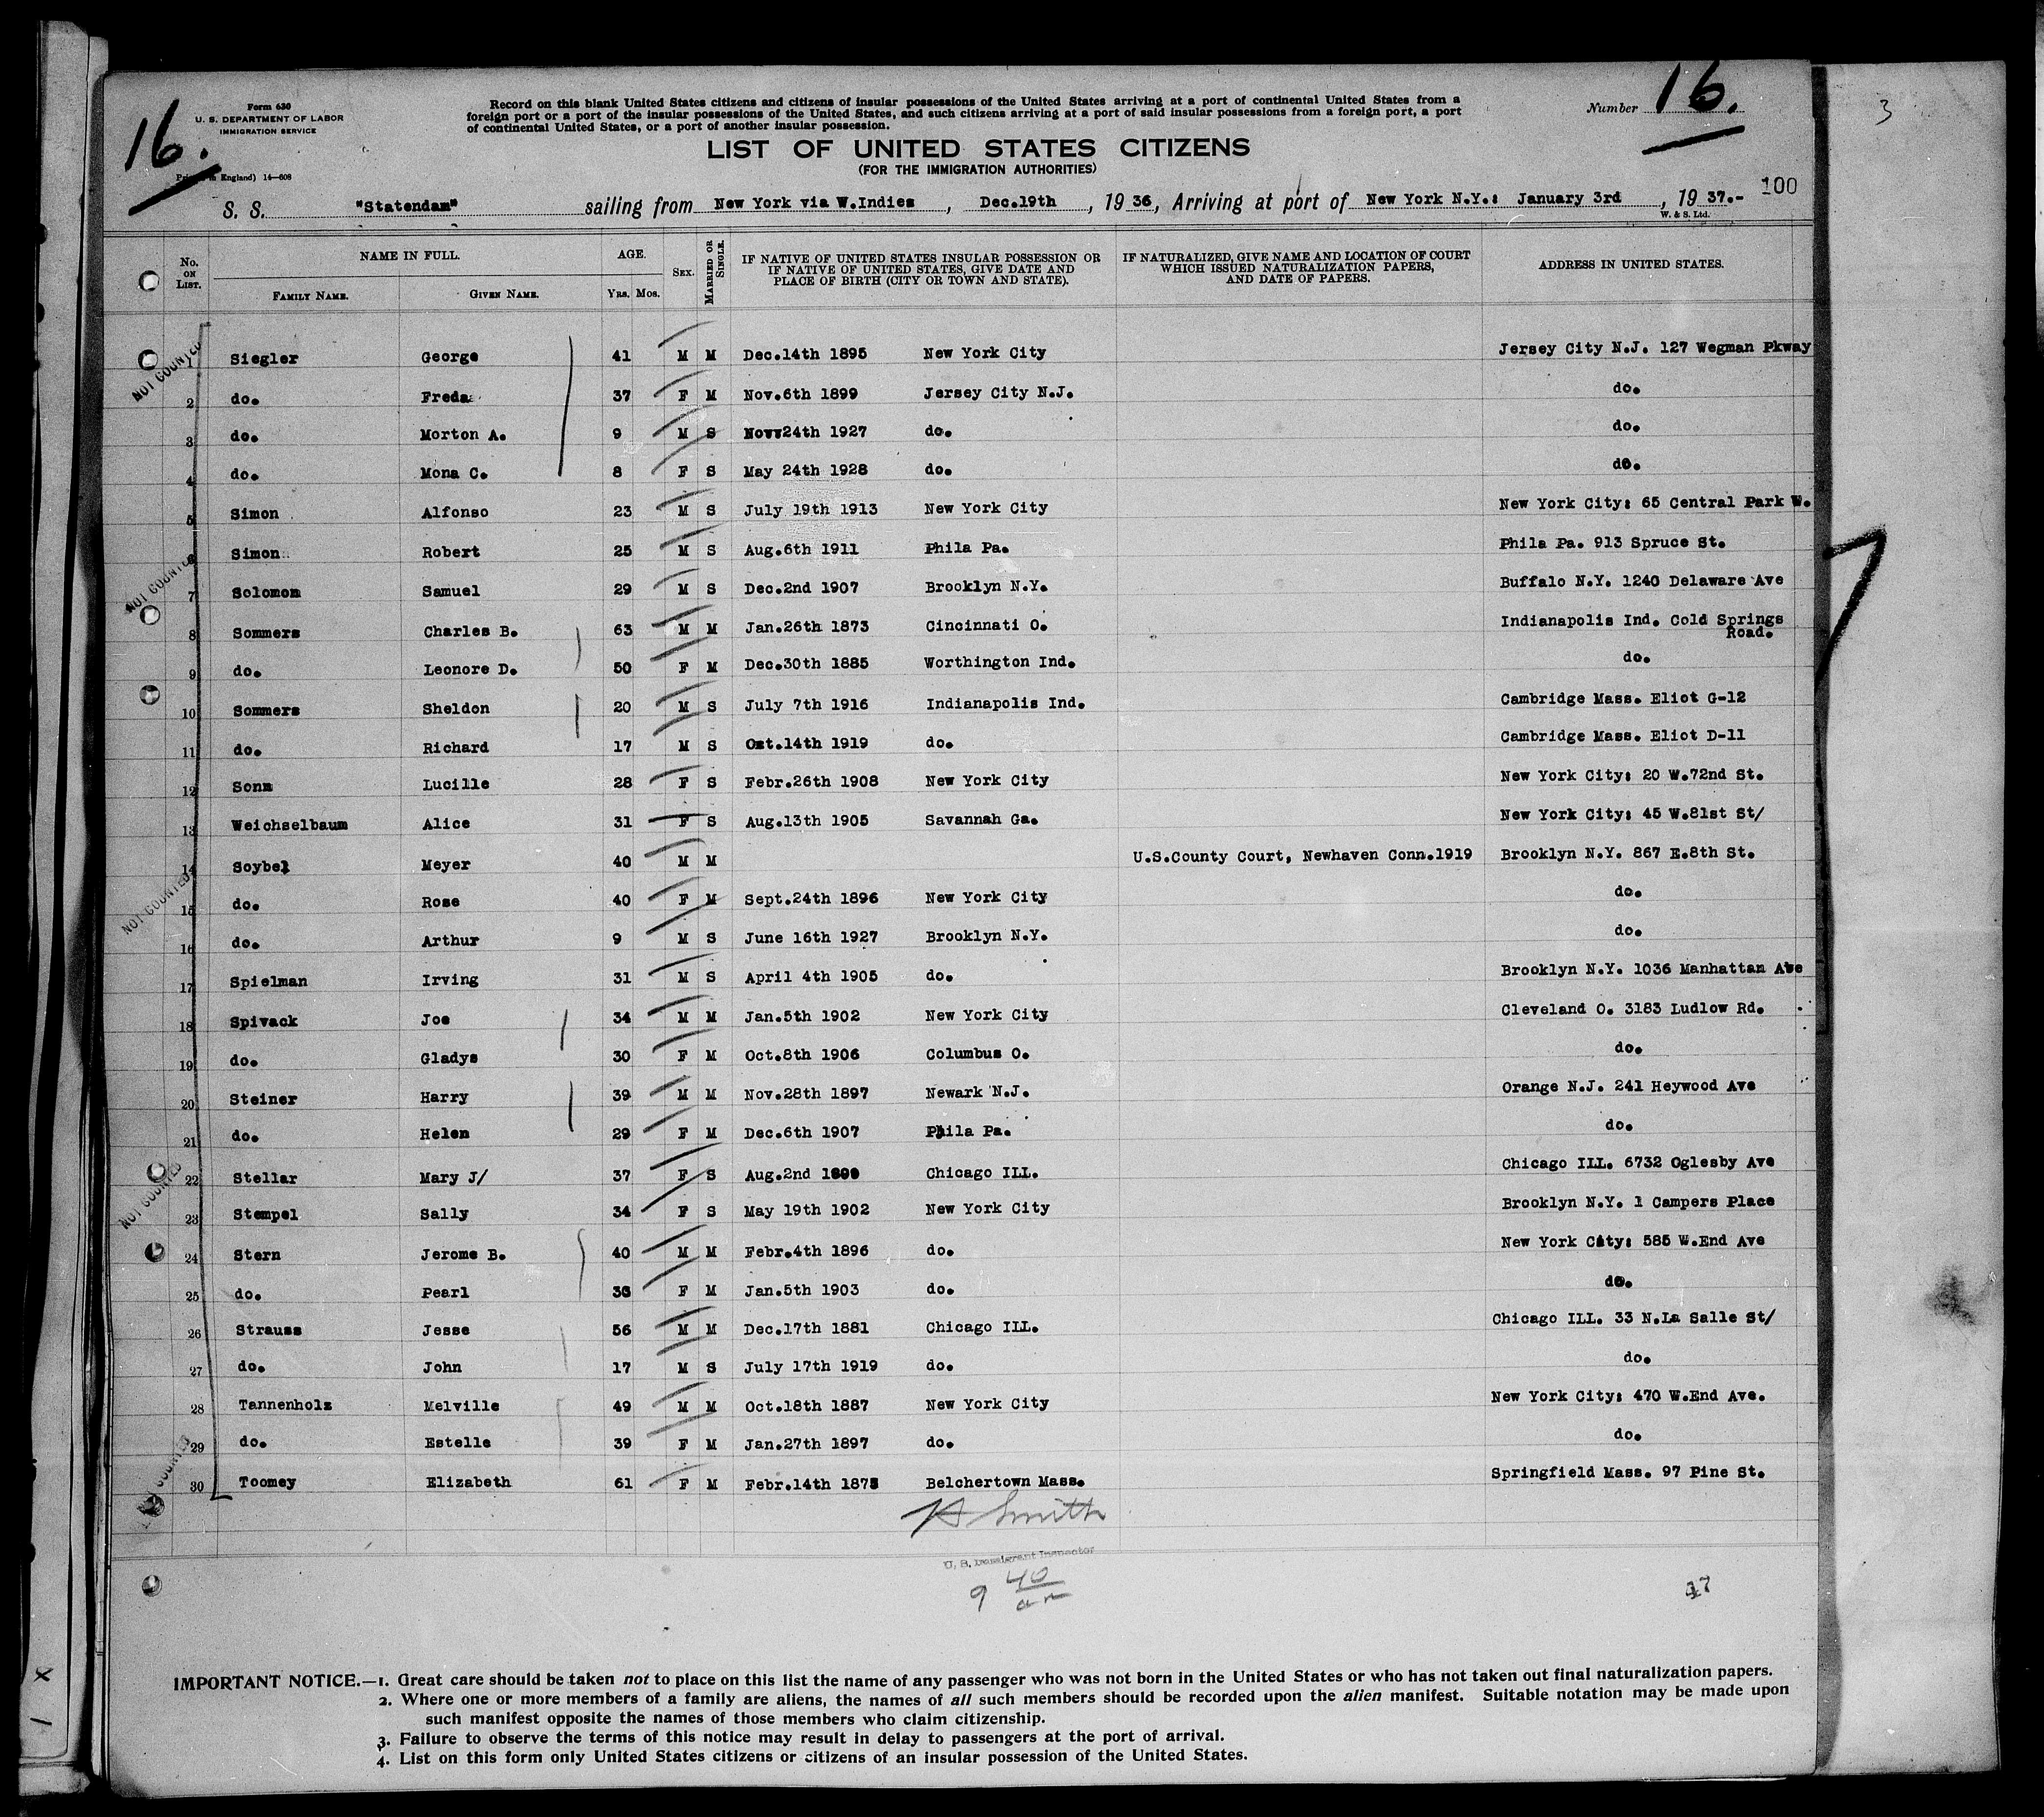 16.
Form 630
U. S. DEPARTMENT OF LABOR
IMMIGRATION SERVICE
England) 14—608
Record on this blank United States citizens and citizens of insular possessions of the United States arriving at a port of continental United States from a
foreign port or a port of the insular possessions of the United States, and such citizens arriving at a port of said insular possessions from a foreign port, a port
of continental United States, or a port of another insular possession.
Number 16.
3
LIST OF UNITED STATES CITIZENS
(FOR THE IMMIGRATION AUTHORITIES)
100
S. S. "Statendam" sailing from New York via W.Indies, Dec.19th, 1936, Arriving at port of New York N.Y.: January 3rd, 1937.-
W. & S. Ltd.
No. ON LIST. NAME IN FULL. FAMILY NAME. GIVEN NAME. AGE. YRS. MOS. SEX. MARRIED OR SINGLE. IF NATIVE OF UNITED STATES INSULAR POSSESSION OR IF NATIVE OF UNITED STATES, GIVE DATE AND PLACE OF BIRTH (CITY OR TOWN AND STATE). IF NATURALIZED, GIVE NAME AND LOCATION OF COURT WHICH ISSUED NATURALIZATION PAPERS, AND DATE OF PAPERS. ADDRESS IN UNITED STATES.
NOT COUNTED
1 Siegler George 41 M M Dec.14th 1895 New York City Jersey City N.J. 127 Wegman Pkway
2 do. Freda 37 F M Nov.6th 1899 Jersey City N.J. do.
3 do. Morton A. 9 M S Novv24th 1927 do. do.
4 do. Mona C. 8 F S May 24th 1928 do. do.
5 Simon Alfonso 23 M S July 19th 1913 New York City New York City: 65 Central Park W.
6 Simon Robert 25 M S Aug.6th 1911 Phila Pa. Phila Pa. 913 Spruce St.
NOT COUNTED
7 Solomon Samuel 29 M S Dec.2nd 1907 Brooklyn N.Y. Buffalo N.Y. 1240 Delaware Ave
8 Sommers Charles B. 63 M M Jan.26th 1873 Cincinnati O. Indianapolis Ind. Cold Springs Road.
9 do. Leonore D. 50 F M Dec.30th 1885 Worthington Ind. do.
10 Sommers Sheldon 20 M S July 7th 1916 Indianapolis Ind. Cambridge Mass. Eliot G-12
11 do. Richard 17 M S Oct.14th 1919 do. Cambridge Mass. Eliot D-11
12 Sonn Lucille 28 F S Febr.26th 1908 New York City New York City: 20 W.72nd St.
13 Weichselbaum Alice 31 F S Aug.13th 1905 Savannah Ga. New York City: 45 W.81st St/
14 Soybel Meyer 40 M M U.S.County Court, Newhaven Conn.1919 Brooklyn N.Y. 867 E.8th St.
NOT COUNTED
15 do. Rose 40 F M Sept.24th 1896 New York City do.
16 do. Arthur 9 M S June 16th 1927 Brooklyn N.Y. do.
17 Spielman Irving 31 M S April 4th 1905 do. Brooklyn N.Y. 1036 Manhattan Ave
18 Spivack Joe 34 M M Jan.5th 1902 New York City Cleveland O. 3183 Ludlow Rd.
19 do. Gladys 30 F M Oct.8th 1906 Columbus O. do.
20 Steiner Harry 39 M M Nov.28th 1897 Newark N.J. Orange N.J. 241 Heywood Ave
21 do. Helen 29 F M Dec.6th 1907 Phila Pa. do.
22 Stellar Mary J/ 37 F S Aug.2nd 1899 Chicago ILL. Chicago ILL. 6732 Oglesby Ave
NOT COUNTED
23 Stempel Sally 34 F S May 19th 1902 New York City Brooklyn N.Y. 1 Campers Place
24 Stern Jerome B. 40 M M Febr.4th 1896 do. New York City: 585 W.End Ave
25 do. Pearl F M Jan.5th 1903 do. do.
26 Strauss Jesse 56 M M Dec.17th 1881 Chicago ILL. Chicago ILL. 33 N.La Salle St/
27 do. John 17 M S July 17th 1919 do. do.
28 Tannenholz Melville 49 M M Oct.18th 1887 New York City New York City: 470 W.End Ave.
29 do. Estelle 39 F M Jan.27th 1897 do. do.
NOT COUNTED
30 Toomey Elizabeth 61 F M Febr.14th Belchertown Mass. Springfield Mass. 97 Pine St.
H Smith
U. S. Immigrant Inspector
9 40
am
IMPORTANT NOTICE.—1. Great care should be taken not to place on this list the name of any passenger who was not born in the United States or who has not taken out final naturalization papers.
2. Where one or more members of a family are aliens, the names of all such members should be recorded upon the alien manifest. Suitable notation may be made upon
such manifest opposite the names of those members who claim citizenship.
3. Failure to observe the terms of this notice may result in delay to passengers at the port of arrival.
4. List on this form only United States citizens or citizens of an insular possession of the United States.